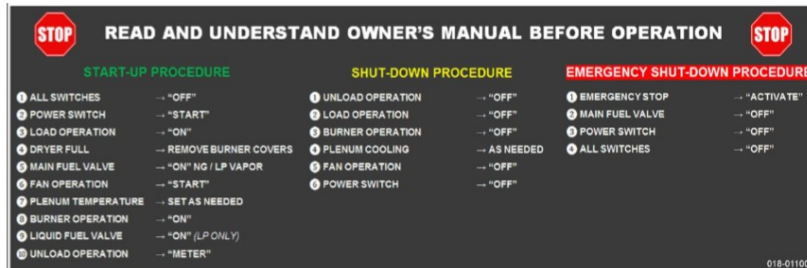 STOP READ AND UNDERSTAND OWNER'S MANUAL BEFORE OPERATION STOP
START-UP PROCEDURE
1 ALL SWITCHES → "OFF"
2 POWER SWITCH → "START"
3 LOAD OPERATION → "ON"
4 DRYER FULL → REMOVE BURNER COVERS
5 MAIN FUEL VALVE → "ON" NG / LP VAPOR
6 FAN OPERATION → "START"
7 PLENUM TEMPERATURE → SET AS NEEDED
8 BURNER OPERATION → "ON"
9 LIQUID FUEL VALVE → "ON" (LP ONLY)
10 UNLOAD OPERATION → "METER"
SHUT-DOWN PROCEDURE
1 UNLOAD OPERATION → "OFF"
2 LOAD OPERATION → "OFF"
3 BURNER OPERATION → "OFF"
4 PLENUM COOLING → AS NEEDED
5 FAN OPERATION → "OFF"
6 POWER SWITCH → "OFF"
EMERGENCY SHUT-DOWN PROCEDURE
1 EMERGENCY STOP → "ACTIVATE"
2 MAIN FUEL VALVE → "OFF"
3 POWER SWITCH → "OFF"
4 ALL SWITCHES → "OFF"
018-01100